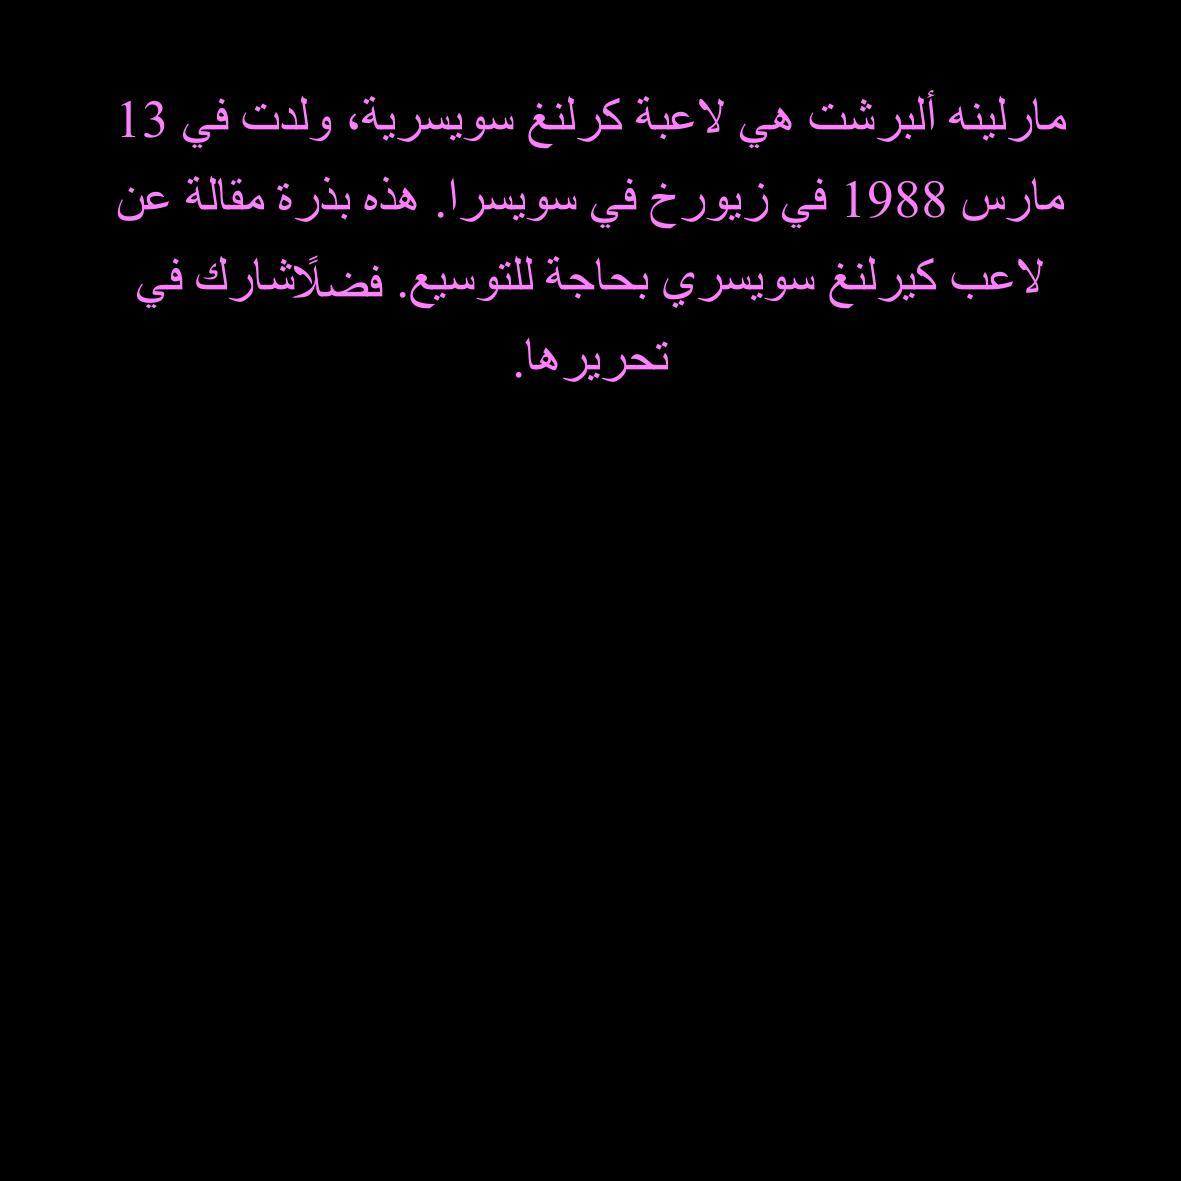 مارلينه ألبرشت هي لاعبة كرلنغ سويسرية، ولدت في 13
مارس 1988 في زيورخ في سويسرا. هذه بذرة مقالة عن
لاعب كيرلنغ سويسري بحاجة للتوسيع. فضلًاشارك في
تحريرها.